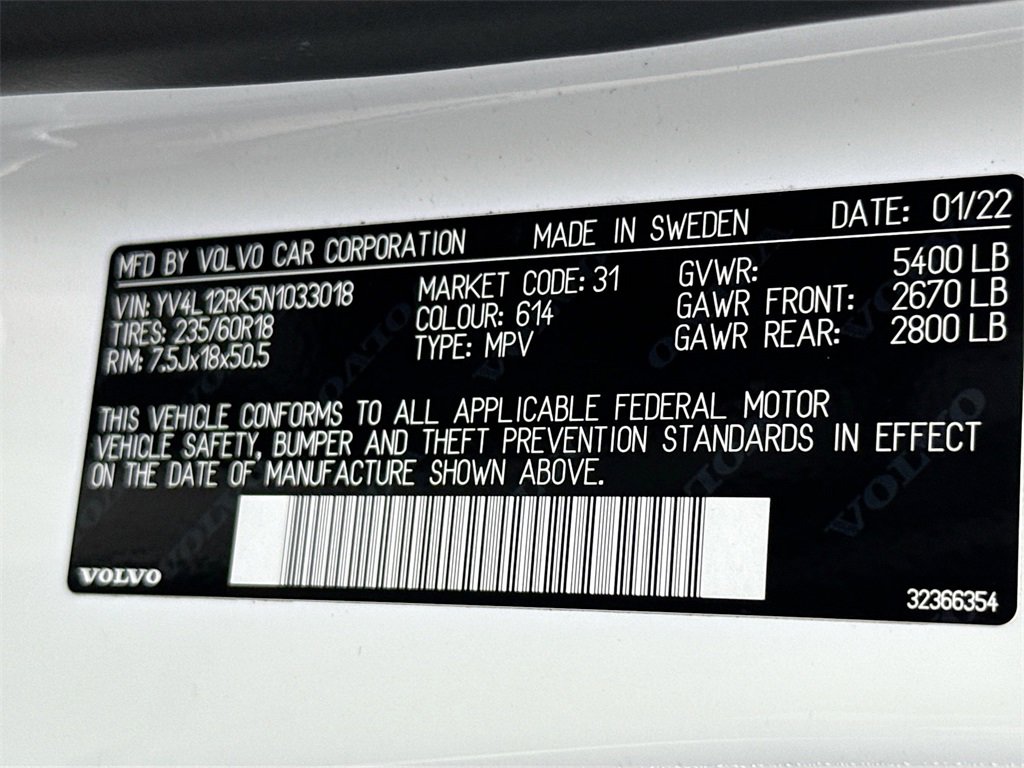 MFD BY VOLVO CAR CORPORATION MADE IN SWEDEN DATE: 01/22
VIN: YV4L12RK5N1033018 MARKET CODE: 31 GVWR: 5400 LB
TIRES: 235/60R18 COLOUR: 614 GAWR FRONT: 2670 LB
RIM: 7.5Jx18x50.5 TYPE: MPV GAWR REAR: 2800 LB
THIS VEHICLE CONFORMS TO ALL APPLICABLE FEDERAL MOTOR
VEHICLE SAFETY, BUMPER AND THEFT PREVENTION STANDARDS IN EFFECT
ON THE DATE OF MANUFACTURE SHOWN ABOVE.
VOLVO
32366354